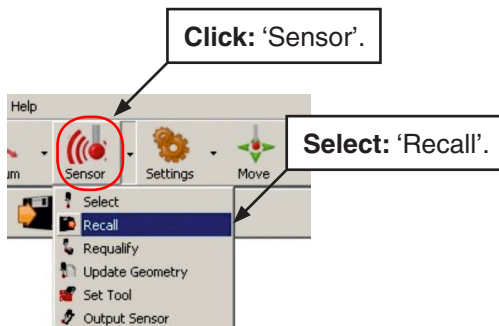 Click: ‘Sensor’.
Help
Select: ‘Recall’.
um Sensor Settings Move
Select
Recall
Requalify
Update Geometry
Set Tool
Output Sensor